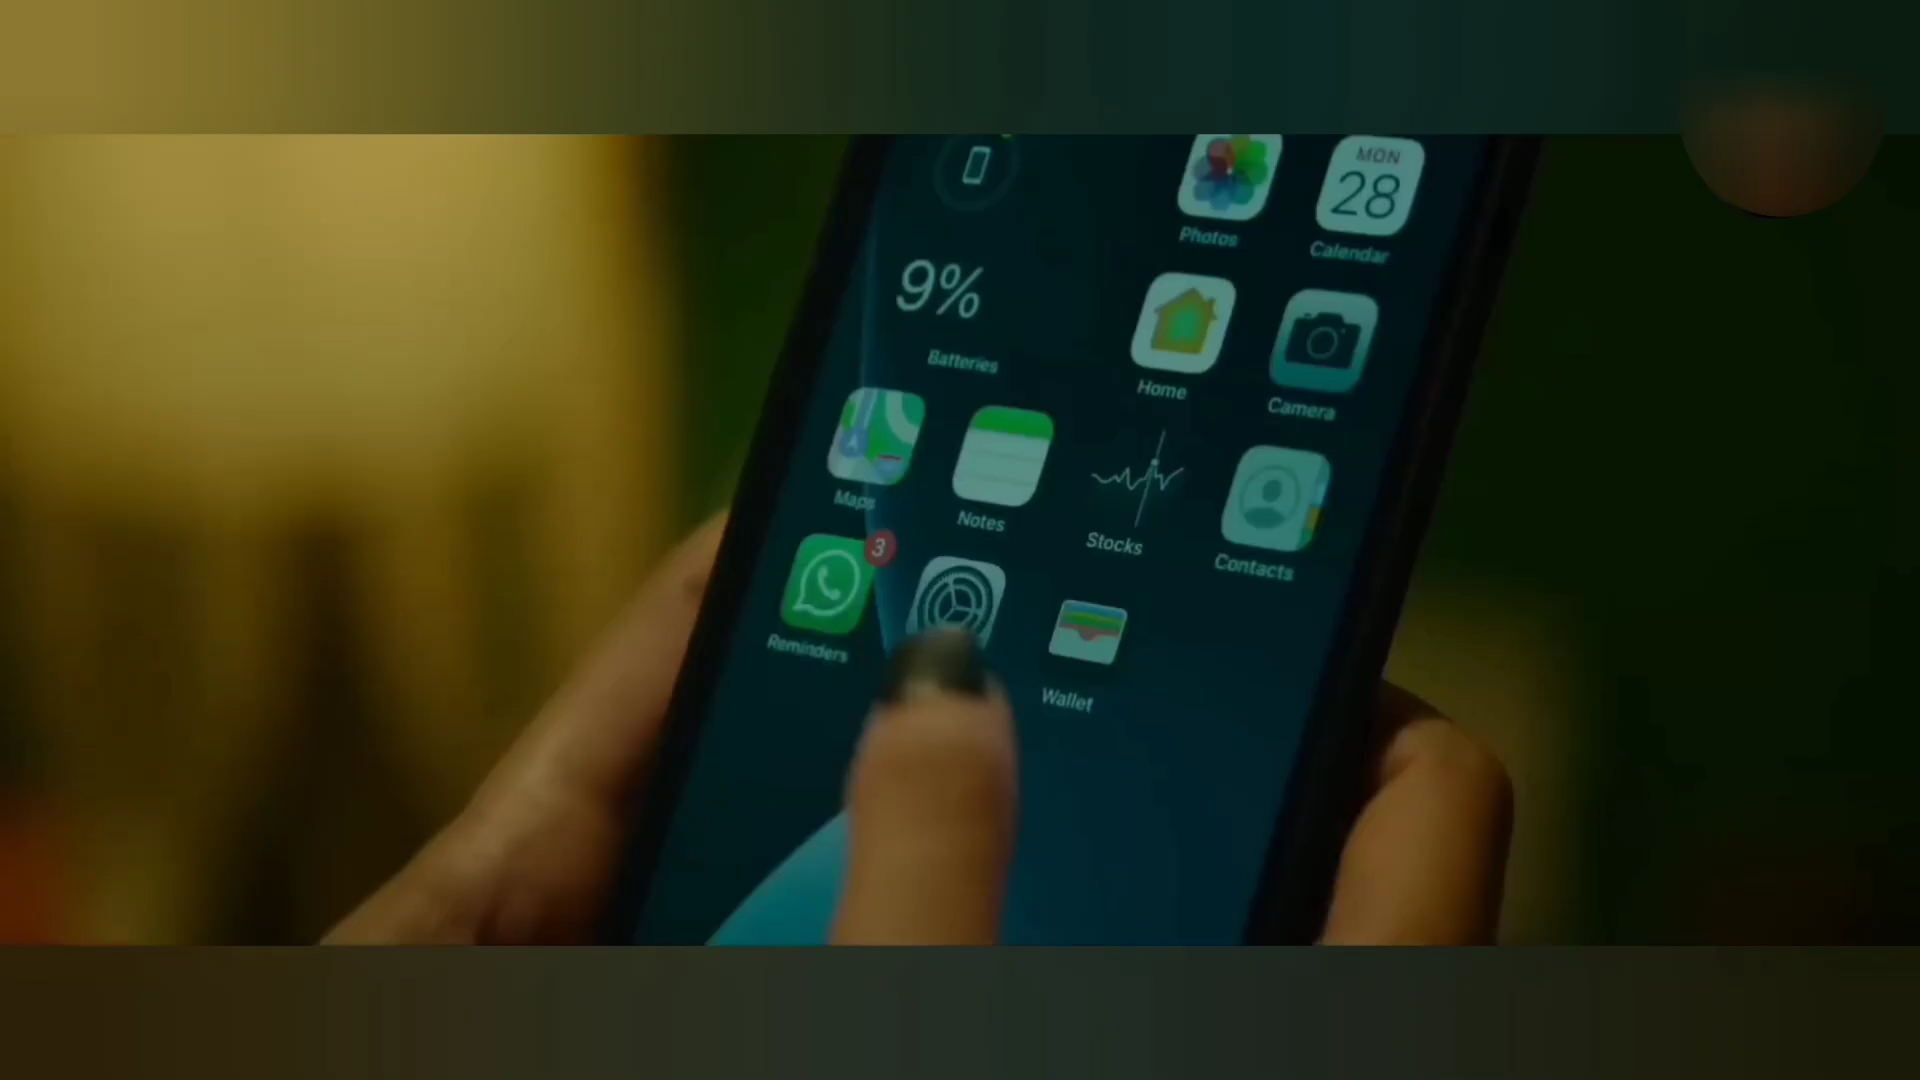 MON
28
Photos
Calendar
9%
Batteries
Home
Camera
Maps
Notes
Stocks
Contacts
3
Reminders
Wallet